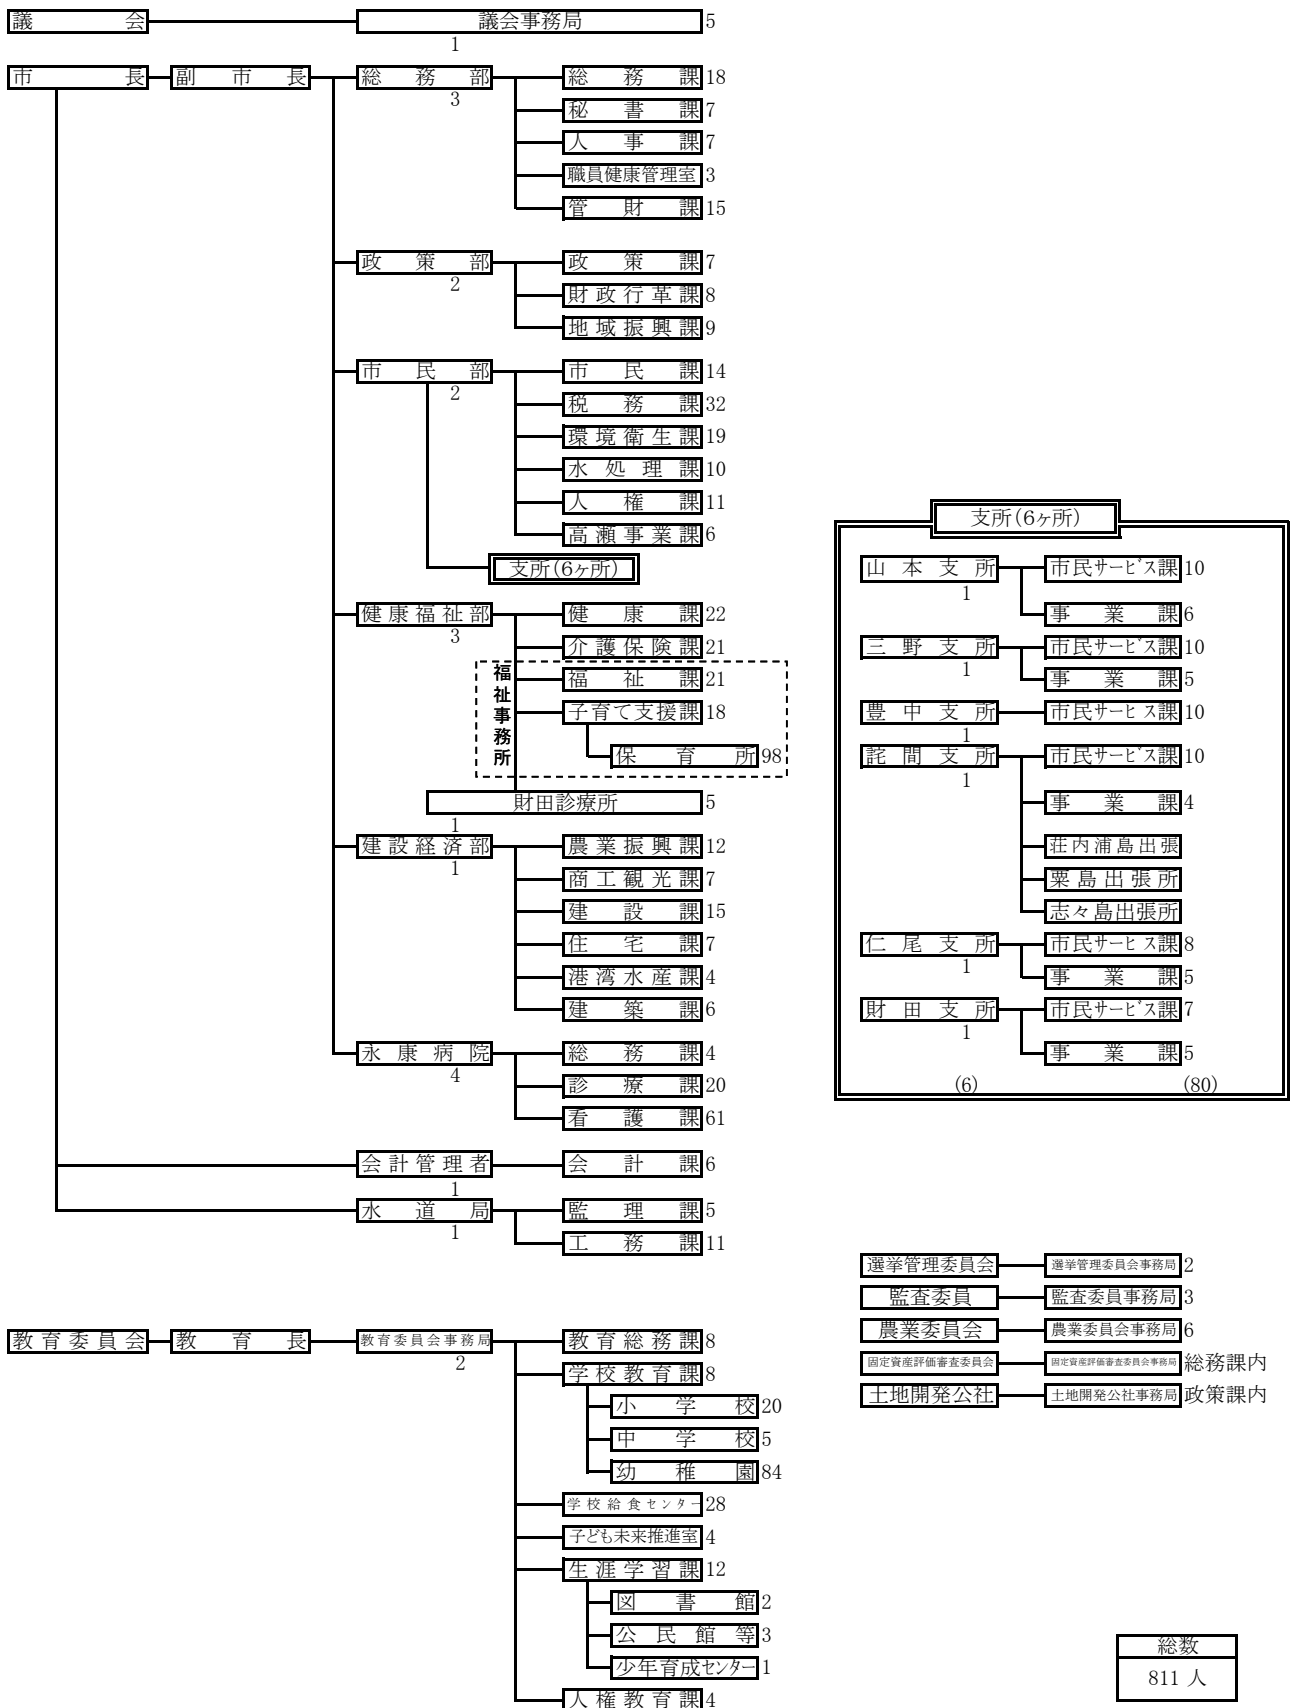 議会 議会事務局 5
1
市長 副市長 総務部 総務課 18
3
秘書課 7
人事課 7
職員健康管理室 3
管財課 15
政策部 政策課 7
2
財政行革課 8
地域振興課 9
市民部 市民課 14
2
税務課 32
環境衛生課 19
水処理課 10
人権課 11
高瀬事業課 6
支所(6ヶ所)
健康福祉部 健康課 22
3
介護保険課 21
福祉事務所
福祉課 21
子育て支援課 18
保育所 98
財田診療所 5
1
建設経済部 農業振興課 12
1
商工観光課 7
建設課 15
住宅課 7
港湾水産課 4
建築課 6
永康病院 総務課 4
4
診療課 20
看護課 61
会計管理者 会計課 6
1
水道局 監理課 5
1
工務課 11
教育委員会 教育長 教育委員会事務局 教育総務課 8
2
学校教育課 8
小学校 20
中学校 5
幼稚園 84
学校給食センター 28
子ども未来推進室 4
生涯学習課 12
図書館 2
公民館等 3
少年育成センター 1
人権教育課 4
支所(6ヶ所)
山本支所 市民サービス課 10
1
事業課 6
三野支所 市民サービス課 10
1
事業課 5
豊中支所 市民サービス課 10
1
詫間支所 市民サービス課 10
1
事業課 4
荘内浦島出張
粟島出張所
志々島出張所
仁尾支所 市民サービス課 8
1
事業課 5
財田支所 市民サービス課 7
1
事業課 5
(6) (80)
選挙管理委員会 選挙管理委員会事務局 2
監査委員 監査委員事務局 3
農業委員会 農業委員会事務局 6
固定資産評価審査委員会 固定資産評価審査委員会事務局 総務課内
土地開発公社 土地開発公社事務局 政策課内
総数
811 人